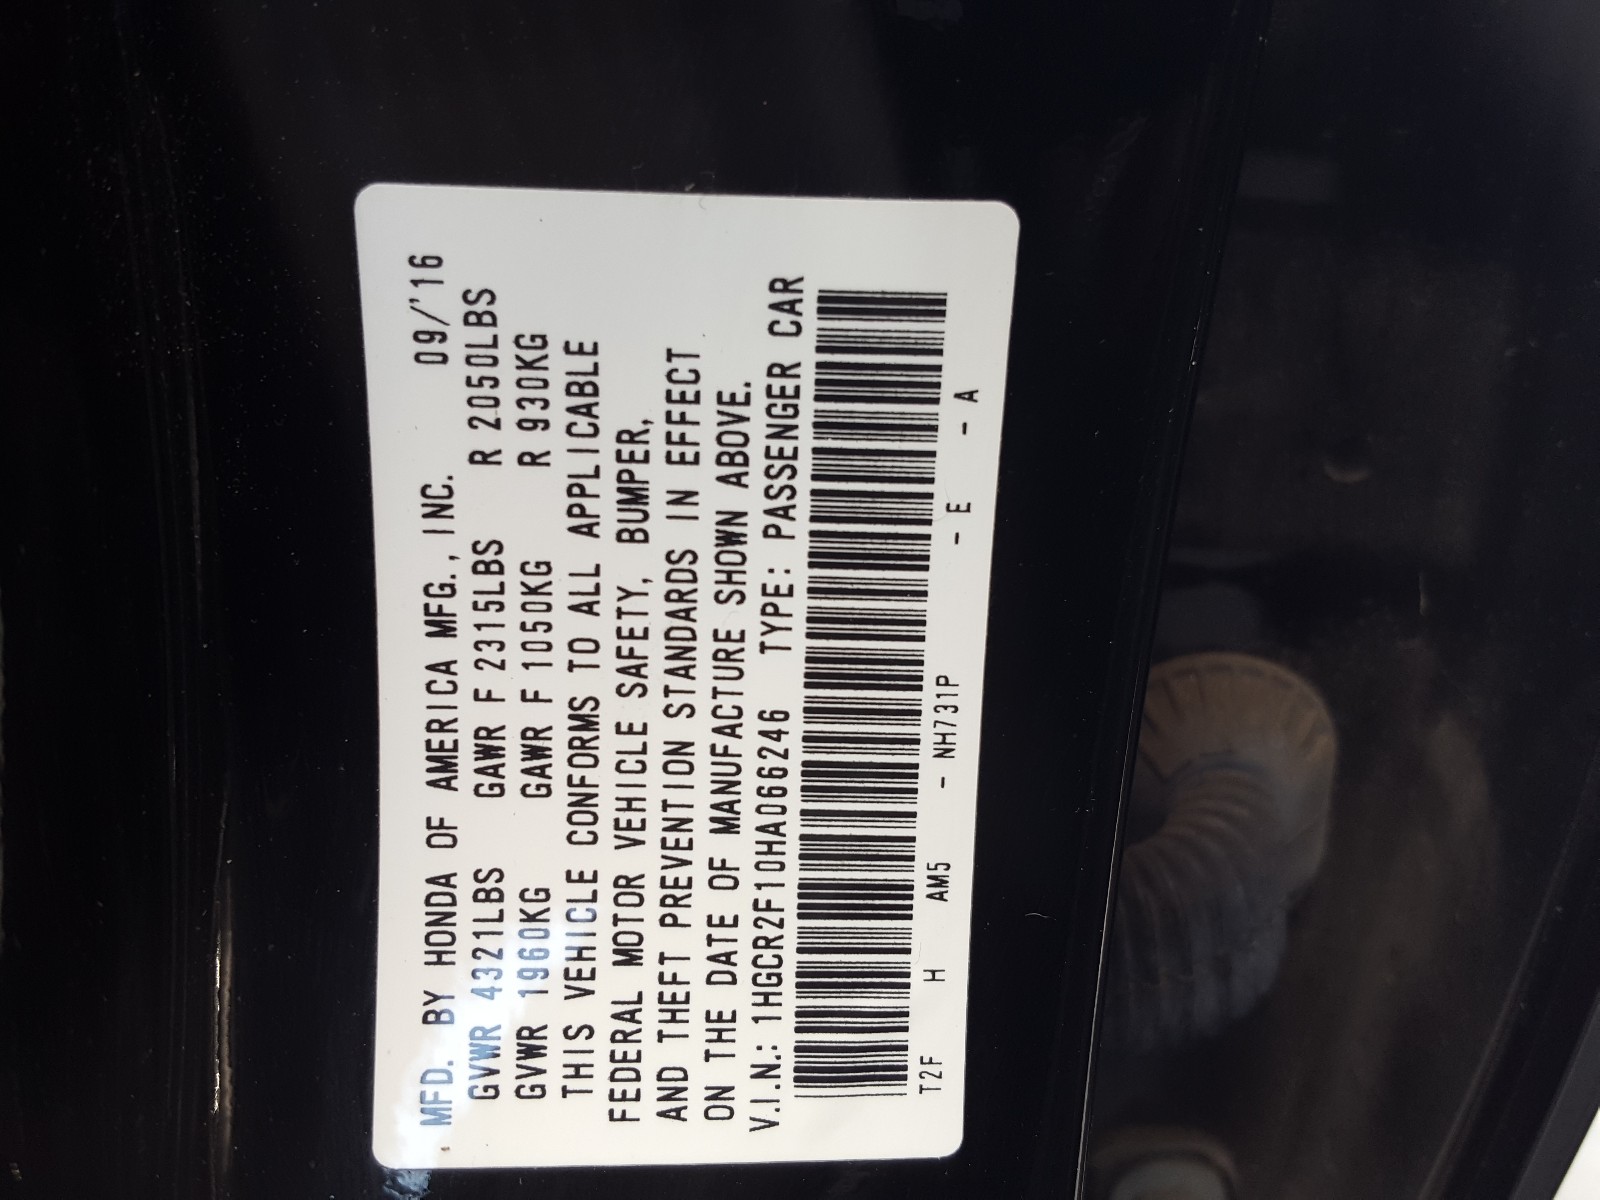 MFD. BY HONDA OF AMERICA MFG., INC. 09/'16
GVWR 4321LBS GAWR F 2315LBS R 2050LBS
GVWR 1960KG GAWR F 1050KG R 930KG
THIS VEHICLE CONFORMS TO ALL APPLICABLE
FEDERAL MOTOR VEHICLE SAFETY, BUMPER,
AND THEFT PREVENTION STANDARDS IN EFFECT
ON THE DATE OF MANUFACTURE SHOWN ABOVE.
V.I.N.: 1HGCR2F10HA066246 TYPE: PASSENGER CAR
T2F H AM5 - NH731P - E - A